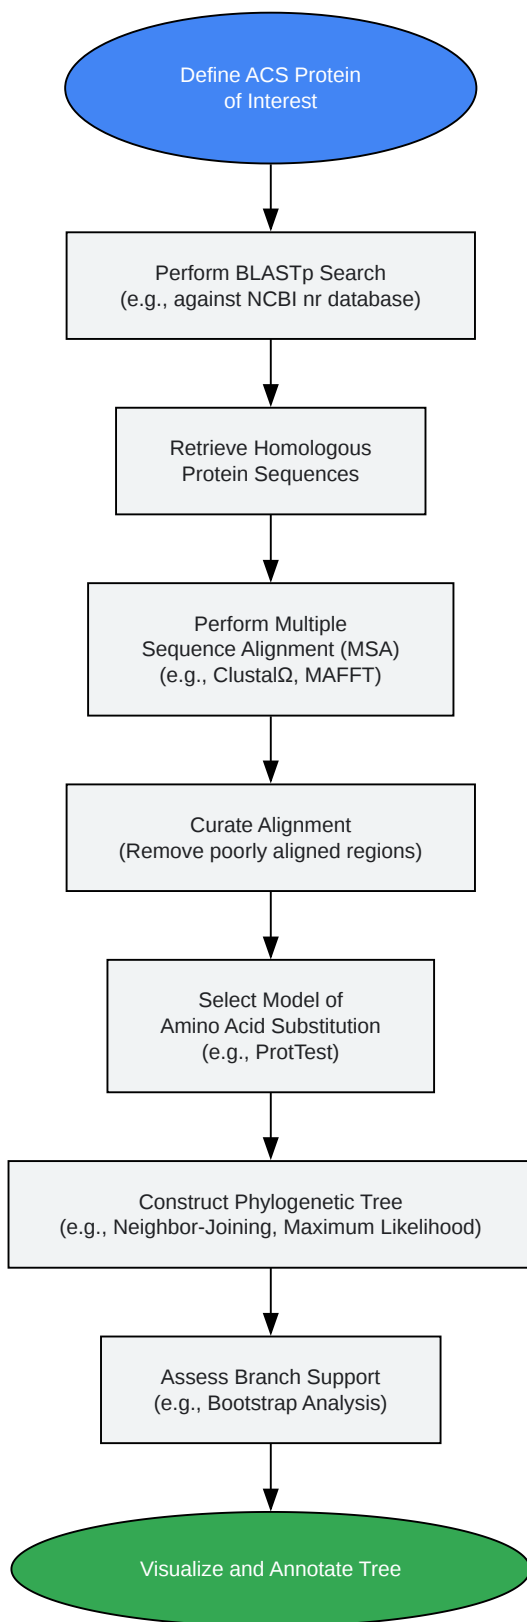 Define ACS Protein
of Interest
Perform BLASTp Search
(e.g., against NCBI nr database)
Retrieve Homologous
Protein Sequences
Perform Multiple
Sequence Alignment (MSA)
(e.g., ClustalΩ, MAFFT)
Curate Alignment
(Remove poorly aligned regions)
Select Model of
Amino Acid Substitution
(e.g., ProtTest)
Construct Phylogenetic Tree
(e.g., Neighbor-Joining, Maximum Likelihood)
Assess Branch Support
(e.g., Bootstrap Analysis)
Visualize and Annotate Tree